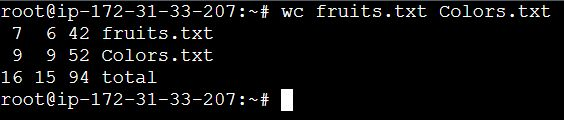 root@ip-172-31-33-207:~# wc fruits.txt Colors.txt
 7  6 42 fruits.txt
 9  9 52 Colors.txt
16 15 94 total
root@ip-172-31-33-207:~#